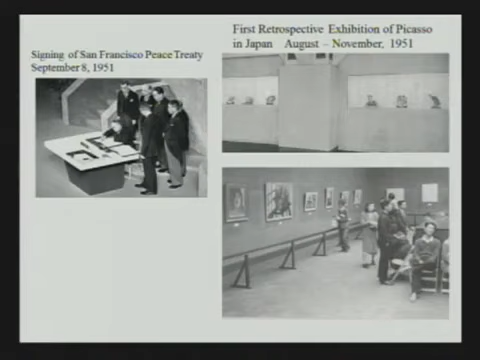 Signing of San Francisco Peace Treaty
September 8, 1951
First Retrospective Exhibition of Picasso
in Japan August – November, 1951